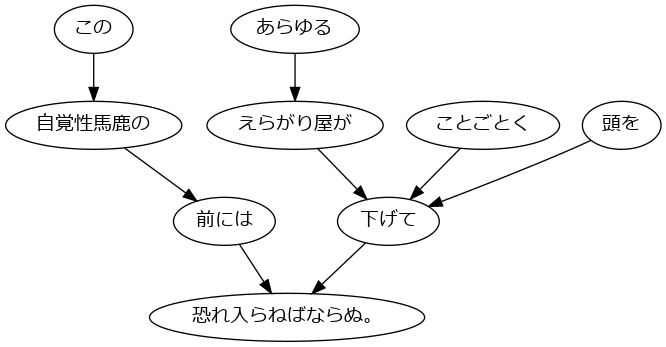 この
あらゆる
自覚性馬鹿の
えらがり屋が
ことごとく
頭を
前には
下げて
恐れ入らねばならぬ。